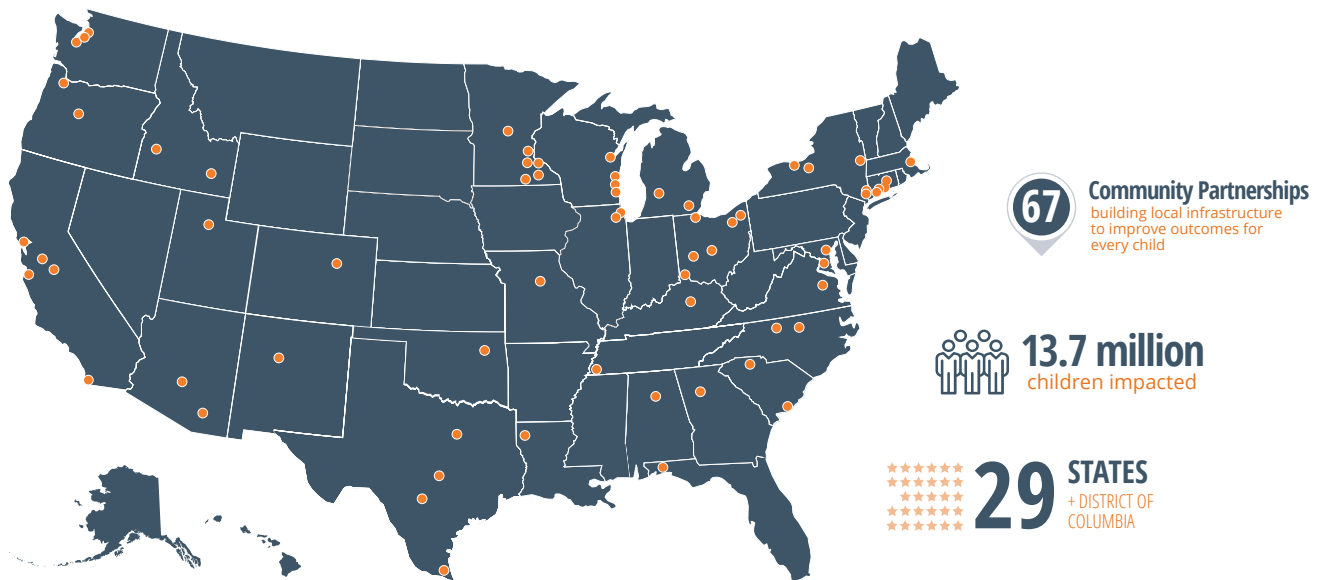 67
Community Partnerships
building local infrastructure
to improve outcomes for
every child
13.7 million
children impacted
29
STATES
+ DISTRICT OF
COLUMBIA